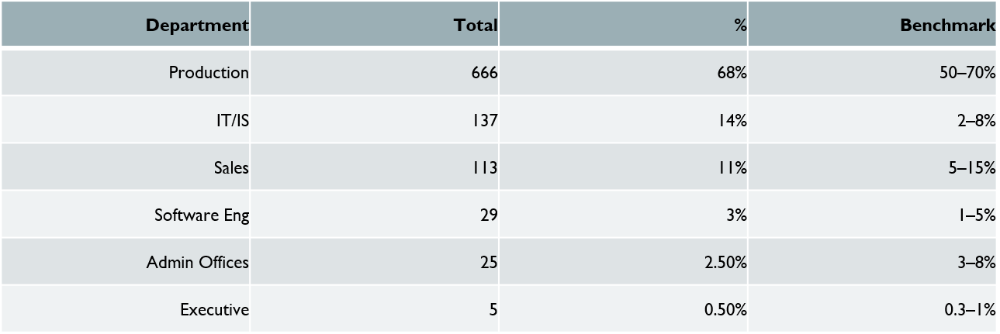 Department Total % Benchmark
Production 666 68% 50–70%
IT/IS 137 14% 2–8%
Sales 113 11% 5–15%
Software Eng 29 3% 1–5%
Admin Offices 25 2.50% 3–8%
Executive 5 0.50% 0.3–1%